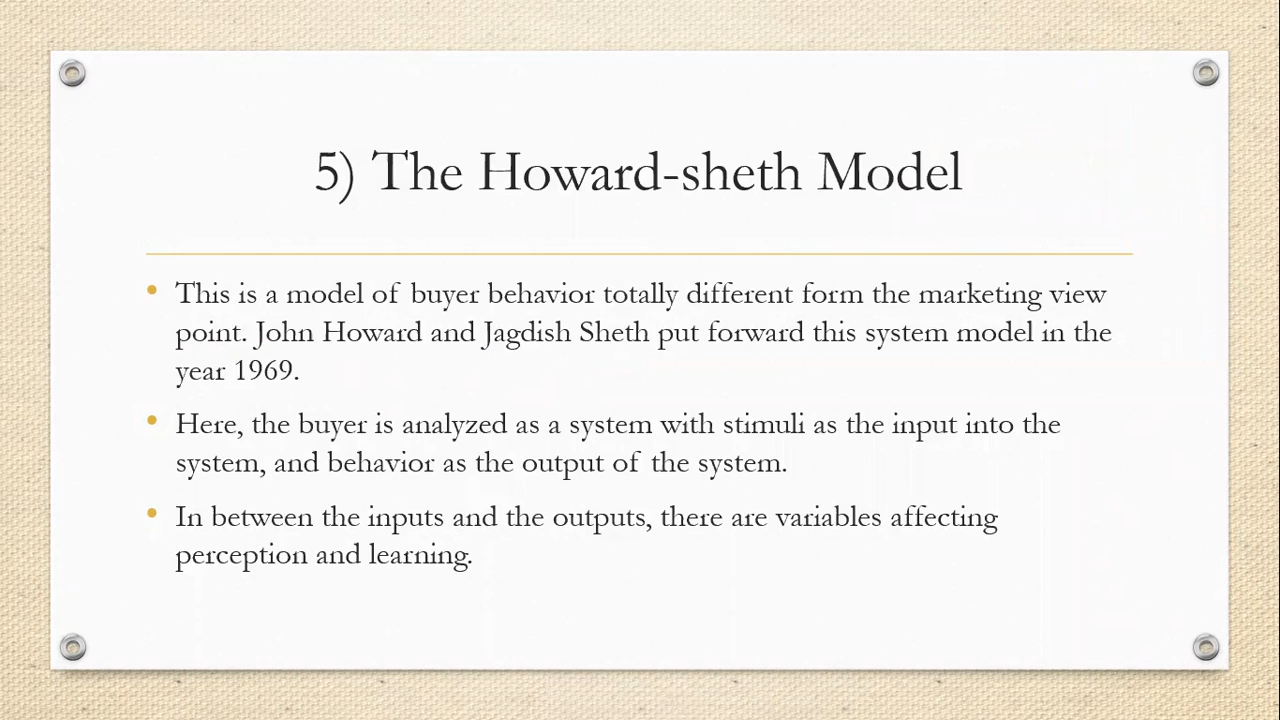 5) The Howard-sheth Model
This is a model of buyer behavior totally different form the marketing view
point. John Howard and Jagdish Sheth put forward this system model in the
year 1969.
Here, the buyer is analyzed as a system with stimuli as the input into the
system, and behavior as the output of the system.
In between the inputs and the outputs, there are variables affecting
perception and learning.